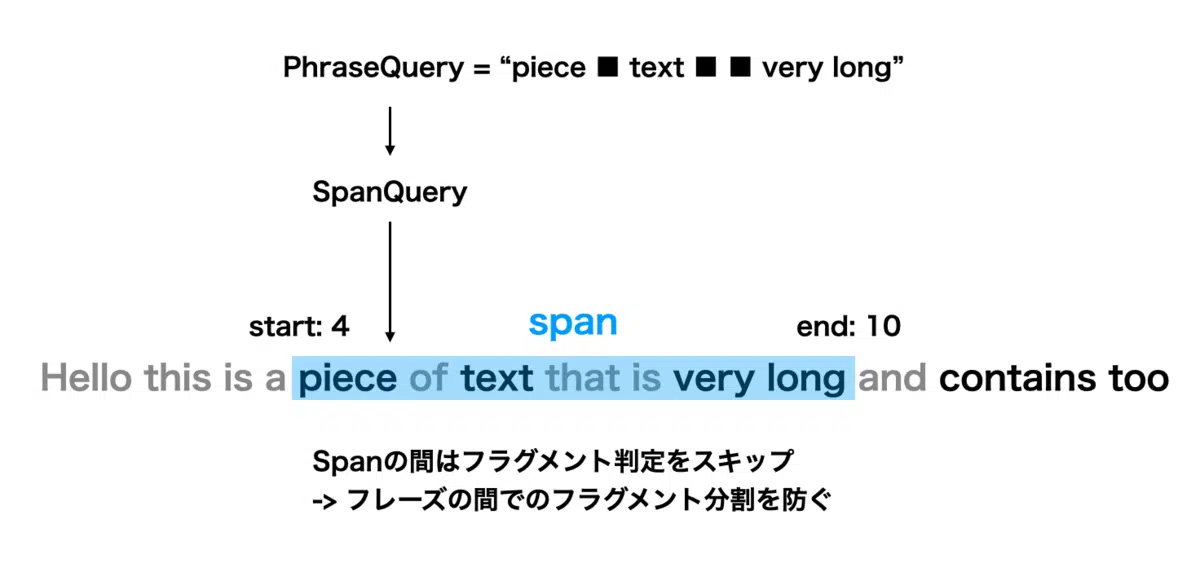 PhraseQuery = “piece ■ text ■ ■ very long”
SpanQuery
start: 4 span end: 10
Hello this is a piece of text that is very long and contains too
Spanの間はフラグメント判定をスキップ
-> フレーズの間でのフラグメント分割を防ぐ